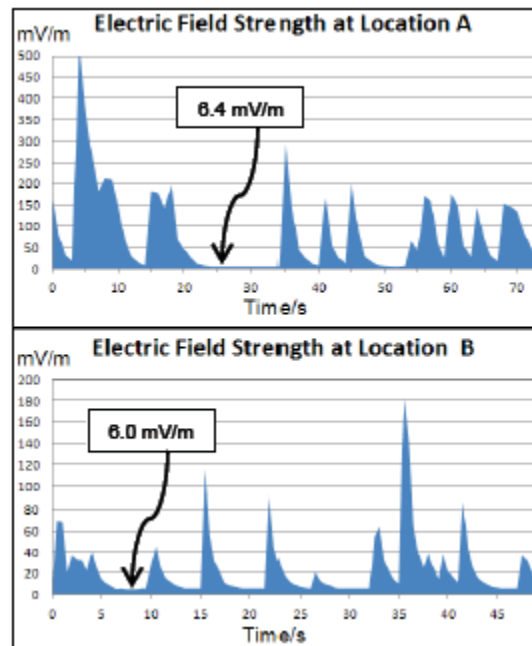 Electric Field Strength at Location A
mV/m
500
450
400
350
300
250
200
150
100
50
0
6.4 mV/m
0 10 20 30 40 50 60 70
Time/s
Electric Field Strength at Location B
mV/m
200
180
160
140
120
100
80
60
40
20
0
6.0 mV/m
0 5 10 15 20 25 30 35 40 45
Time/s